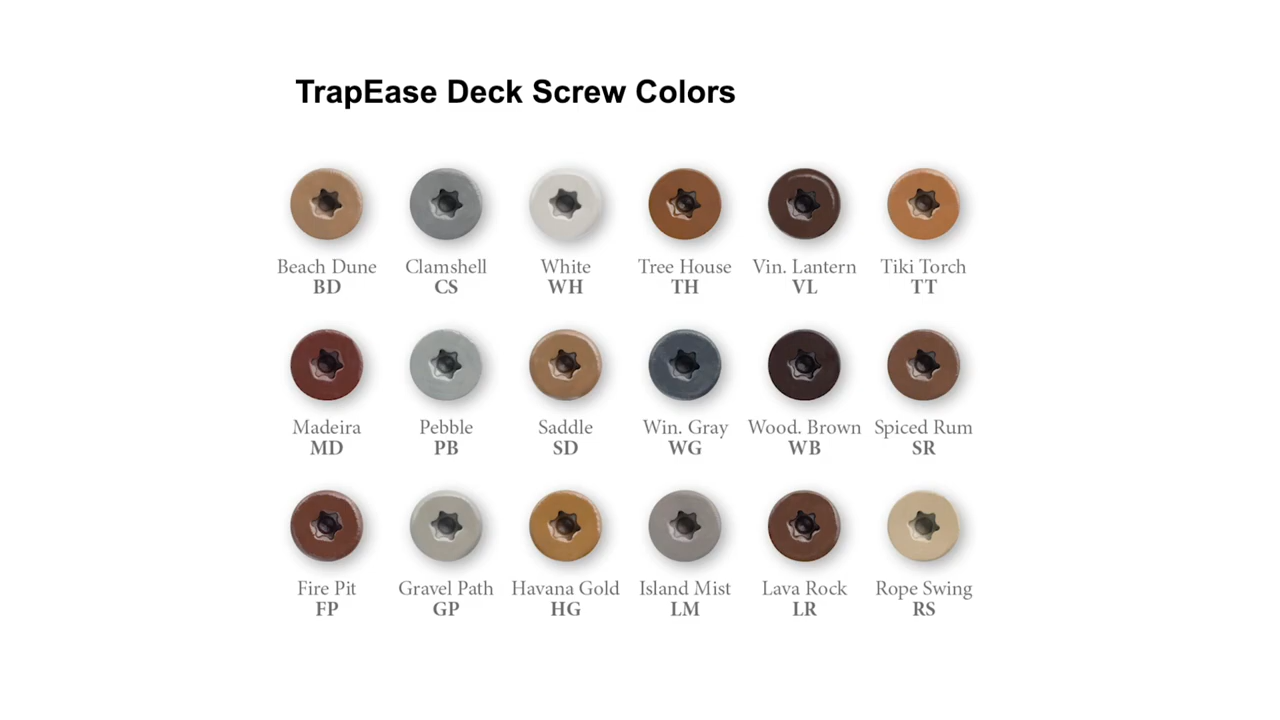 TrapEase Deck Screw Colors
Beach Dune Clamshell White Tree House Vin. Lantern Tiki Torch
BD CS WH TH VL TT
Madeira Pebble Saddle Win. Gray Wood. Brown Spiced Rum
MD PB SD WG WB SR
Fire Pit Gravel Path Havana Gold Island Mist Lava Rock Rope Swing
FP GP HG LM LR RS